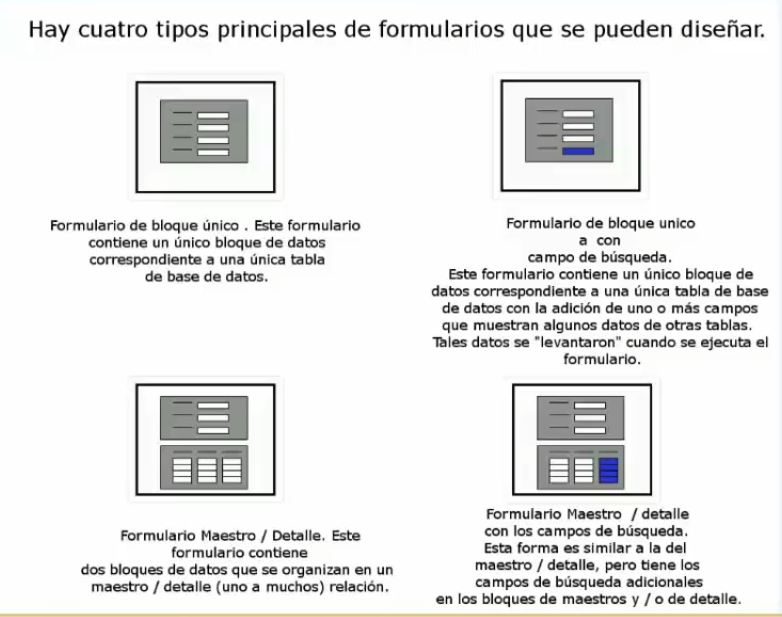 Hay cuatro tipos principales de formularios que se pueden diseñar.
Formulario de bloque único . Este formulario
contiene un único bloque de datos
correspondiente a una única tabla
de base de datos.
Formulario de bloque unico
a con
campo de búsqueda.
Este formulario contiene un único bloque de
datos correspondiente a una única tabla de base
de datos con la adición de uno o más campos
que muestran algunos datos de otras tablas.
Tales datos se "levantaron" cuando se ejecuta el
formulario.
Formulario Maestro / Detalle. Este
formulario contiene
dos bloques de datos que se organizan en un
maestro / detalle (uno a muchos) relación.
Formulario Maestro / detalle
con los campos de búsqueda.
Esta forma es similar a la del
maestro / detalle, pero tiene los
campos de búsqueda adicionales
en los bloques de maestros y / o de detalle.